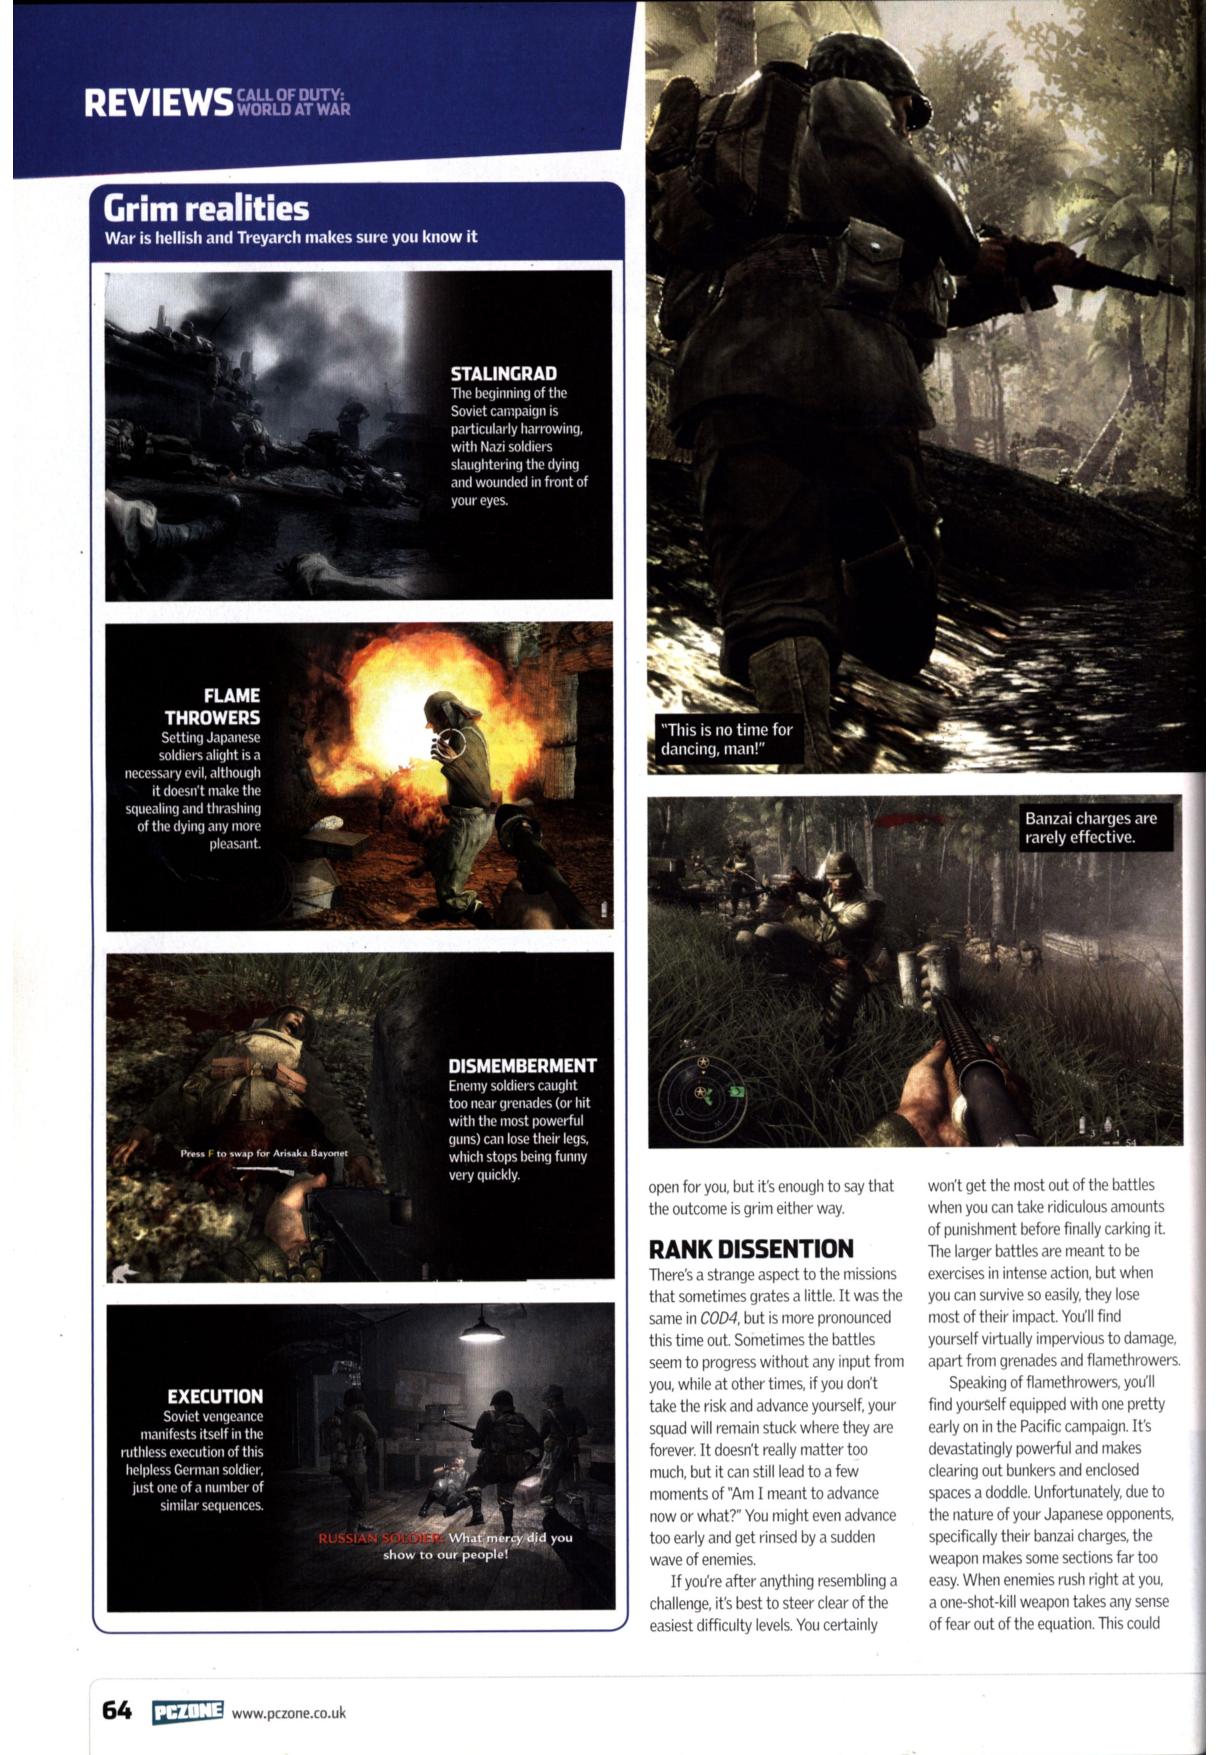 REVIEWS CALL OF DUTY:
WORLD AT WAR
Grim realities
War is hellish and Treyarch makes sure you know it
STALINGRAD
The beginning of the
Soviet campaign is
particularly harrowing,
with Nazi soldiers
slaughtering the dying
and wounded in front of
your eyes.
FLAME
THROWERS
Setting Japanese
soldiers alight is a
necessary evil, although
it doesn't make the
squealing and thrashing
of the dying any more
pleasant.
Press F to swap for Arisaka Bayonet
DISMEMBERMENT
Enemy soldiers caught
too near grenades (or hit
with the most powerful
guns) can lose their legs,
which stops being funny
very quickly.
EXECUTION
Soviet vengeance
manifests itself in the
ruthless execution of this
helpless German soldier,
just one of a number of
similar sequences.
RUSSIAN SOLDIER: What mercy did you
show to our people!
"This is no time for
dancing, man!"
Banzai charges are
rarely effective.
54
open for you, but it's enough to say that
the outcome is grim either way.
RANK DISSENTION
There's a strange aspect to the missions
that sometimes grates a little. It was the
same in COD4, but is more pronounced
this time out. Sometimes the battles
seem to progress without any input from
you, while at other times, if you don't
take the risk and advance yourself, your
squad will remain stuck where they are
forever. It doesn't really matter too
much, but it can still lead to a few
moments of "Am I meant to advance
now or what?" You might even advance
too early and get rinsed by a sudden
wave of enemies.
If you're after anything resembling a
challenge, it's best to steer clear of the
easiest difficulty levels. You certainly
won't get the most out of the battles
when you can take ridiculous amounts
of punishment before finally carking it.
The larger battles are meant to be
exercises in intense action, but when
you can survive so easily, they lose
most of their impact. You'll find
yourself virtually impervious to damage,
apart from grenades and flamethrowers.
Speaking of flamethrowers, you'll
find yourself equipped with one pretty
early on in the Pacific campaign. It's
devastatingly powerful and makes
clearing out bunkers and enclosed
spaces a doddle. Unfortunately, due to
the nature of your Japanese opponents,
specifically their banzai charges, the
weapon makes some sections far too
easy. When enemies rush right at you,
a one-shot-kill weapon takes any sense
of fear out of the equation. This could
64 PCZONE www.pczone.co.uk